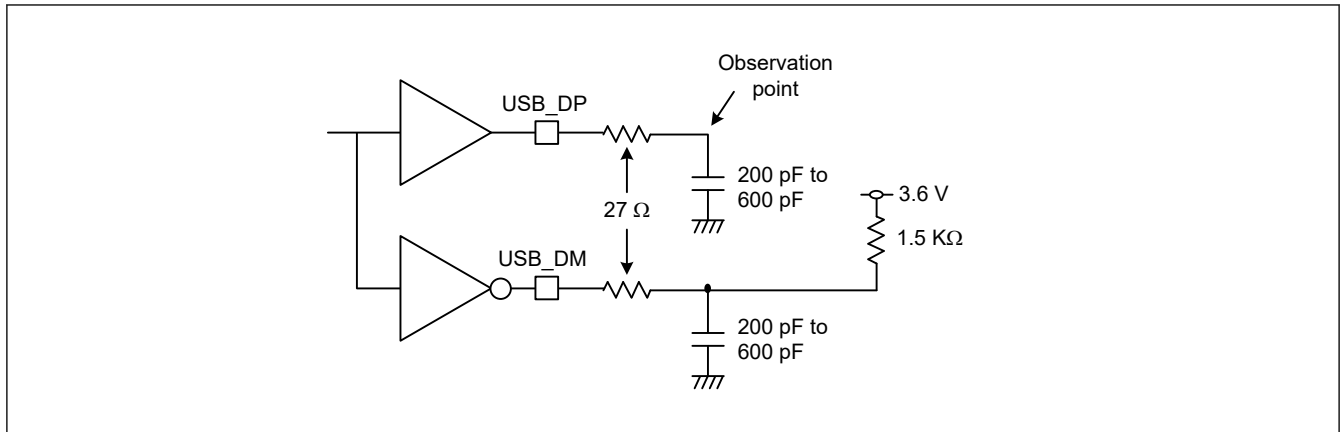 Observation
point
USB_DP
200 pF to
600 pF
27 Ω
3.6 V
1.5 KΩ
USB_DM
200 pF to
600 pF